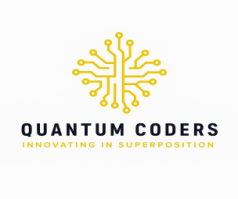 QUANTUM CODERS
INNOVATING IN SUPERPOSITION